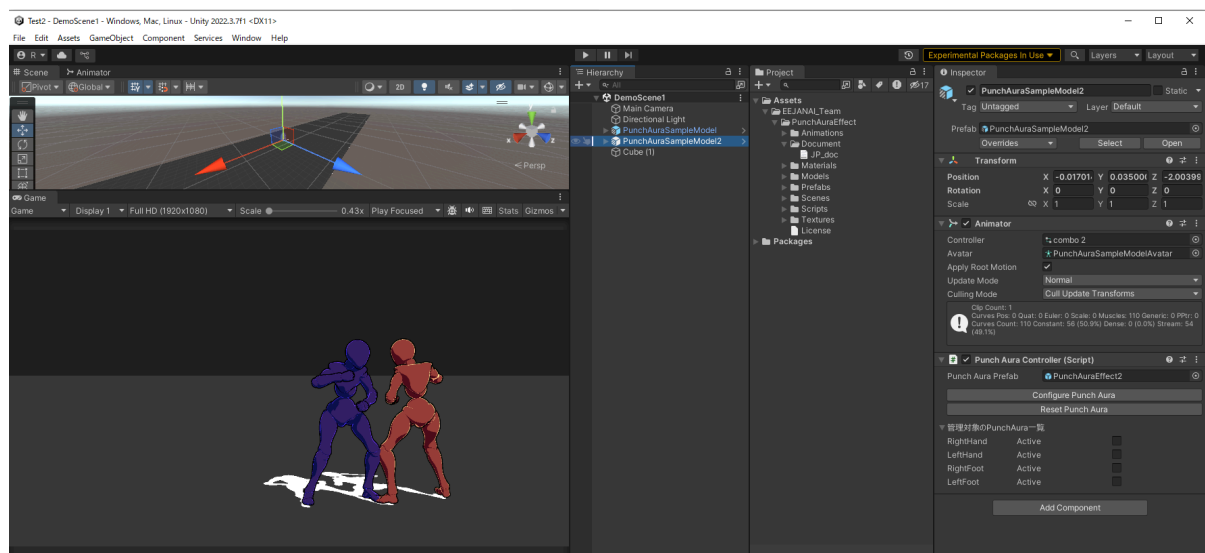 Test2 - DemoScene1 - Windows, Mac, Linux - Unity 2022.3.7f1 <DX11>
File Edit Assets GameObject Component Services Window Help
R Experimental Packages In Use Layers Layout
Scene Animator
Pivot Global 2D
Persp
x y z
Game
Game Display 1 Full HD (1920x1080) Scale 0.43x Play Focused Stats Gizmos
Hierarchy
All
DemoScene1
Main Camera
Directional Light
PunchAuraSampleModel
PunchAuraSampleModel2
Cube (1)
Project
17
Assets
EEJANAI_Team
PunchAuraEffect
Animations
Document
JP_doc
Materials
Models
Prefabs
Scenes
Scripts
Textures
License
Packages
Inspector
PunchAuraSampleModel2 Static
Tag Untagged Layer Default
Prefab PunchAuraSampleModel2
Overrides Select Open
Transform
Position X -0.01701 Y 0.03500 Z -2.00399
Rotation X 0 Y 0 Z 0
Scale X 1 Y 1 Z 1
Animator
Controller combo 2
Avatar PunchAuraSampleModelAvatar
Apply Root Motion
Update Mode Normal
Culling Mode Cull Update Transforms
Clip Count: 1
Curves Pos: 0 Quat: 0 Euler: 0 Scale: 0 Muscles: 110 Generic: 0 PPtr: 0
Curves Count: 110 Constant: 56 (50.9%) Dense: 0 (0.0%) Stream: 54
(49.1%)
Punch Aura Controller (Script)
Punch Aura Prefab PunchAuraEffect2
Configure Punch Aura
Reset Punch Aura
管理対象のPunchAura一覧
RightHand Active
LeftHand Active
RightFoot Active
LeftFoot Active
Add Component